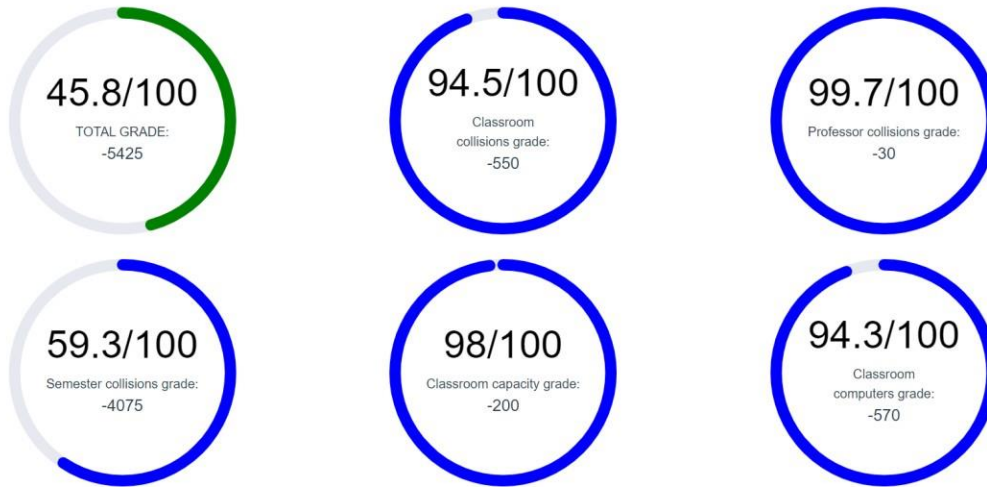 45.8/100
TOTAL GRADE:
-5425
94.5/100
Classroom
collisions grade:
-550
99.7/100
Professor collisions grade:
-30
59.3/100
Semester collisions grade:
-4075
98/100
Classroom capacity grade:
-200
94.3/100
Classroom
computers grade:
-570